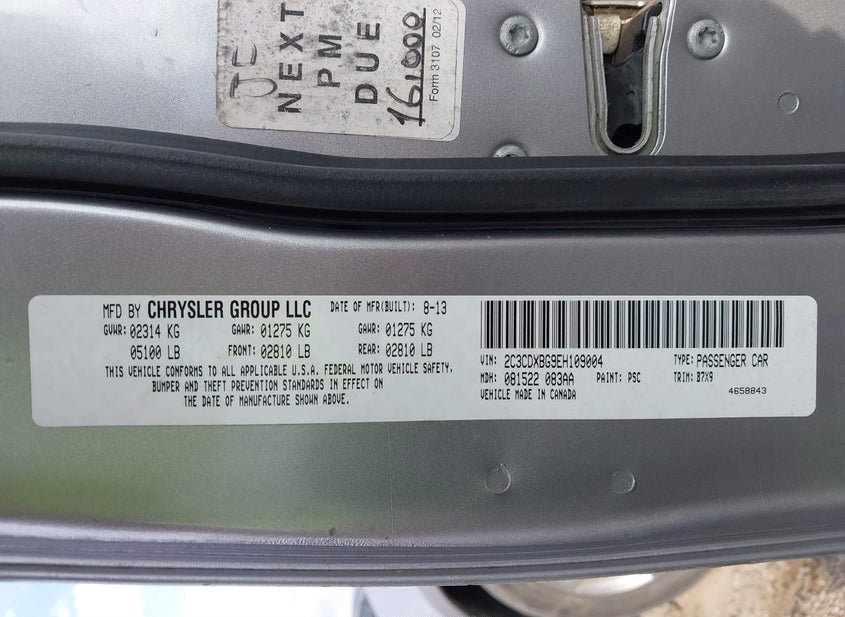 JE
NEXT
PM
DUE
161,000
Form 3107 02/12
MFD BY CHRYSLER GROUP LLC DATE OF MFR(BUILT): 8-13
GVWR: 02314 KG GAWR: 01275 KG GAWR: 01275 KG
05100 LB FRONT: 02810 LB REAR: 02810 LB
THIS VEHICLE CONFORMS TO ALL APPLICABLE U.S.A. FEDERAL MOTOR VEHICLE SAFETY,
BUMPER AND THEFT PREVENTION STANDARDS IN EFFECT ON
THE DATE OF MANUFACTURE SHOWN ABOVE.
VIN: 2C3CDXBG9EH109004 TYPE: PASSENGER CAR
MDH: 081522 083AA PAINT: PSC TRIM: B7X9
VEHICLE MADE IN CANADA 4658843